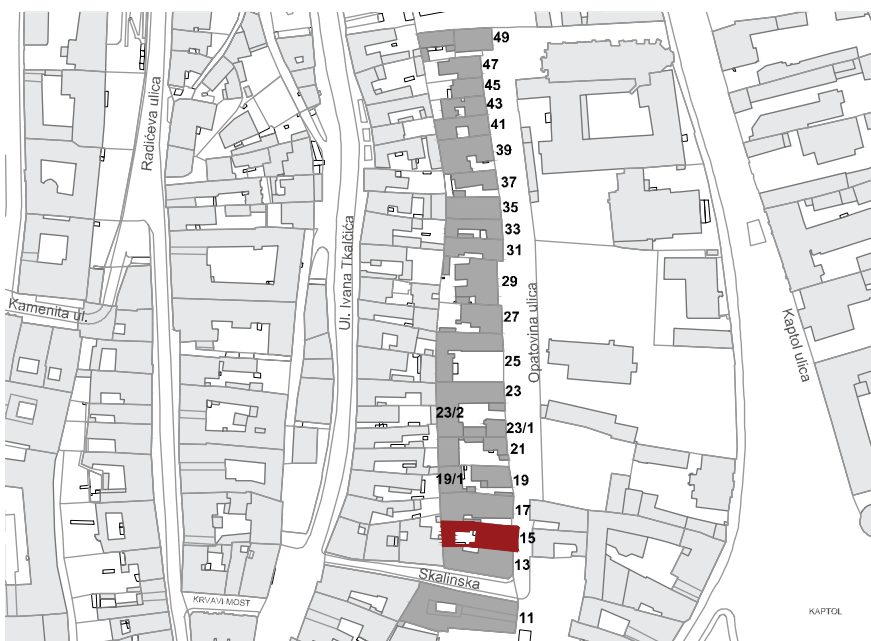 49
47
45
43
41
39
37
35
33
31
29
27
25
23
23/2
23/1
21
19/1
19
17
15
13
11
Radićeva ulica
Ul. Ivana Tkalčića
Opatovina ulica
Kaptol ulica
Kamenita ul.
Skalinska
KRVAVI MOST
KAPTOL